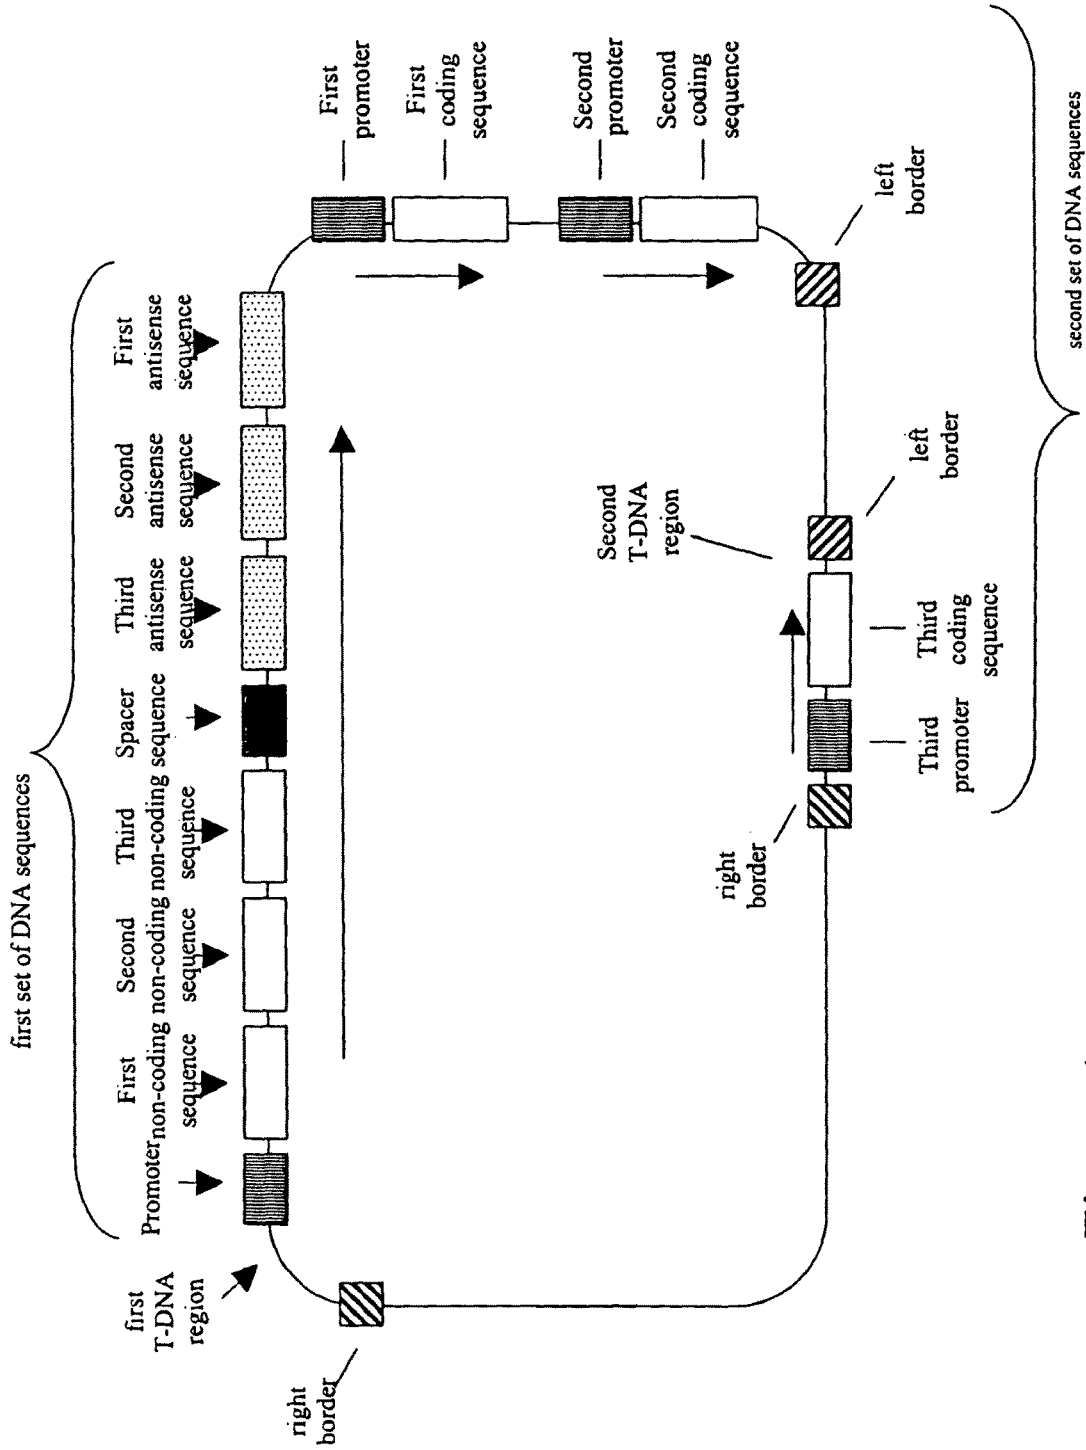 first set of DNA sequences
First
antisense
sequence
Second
antisense
sequence
Third
antisense
sequence
Spacer
sequence
Third
non-coding
sequence
Second
non-coding
sequence
First
non-coding
sequence
Promoter
first
T-DNA
region
right
border
First
promoter
First
coding
sequence
Second
promoter
Second
coding
sequence
left
border
left
border
Second
T-DNA
region
Third
coding
sequence
Third
promoter
right
border
second set of DNA sequences